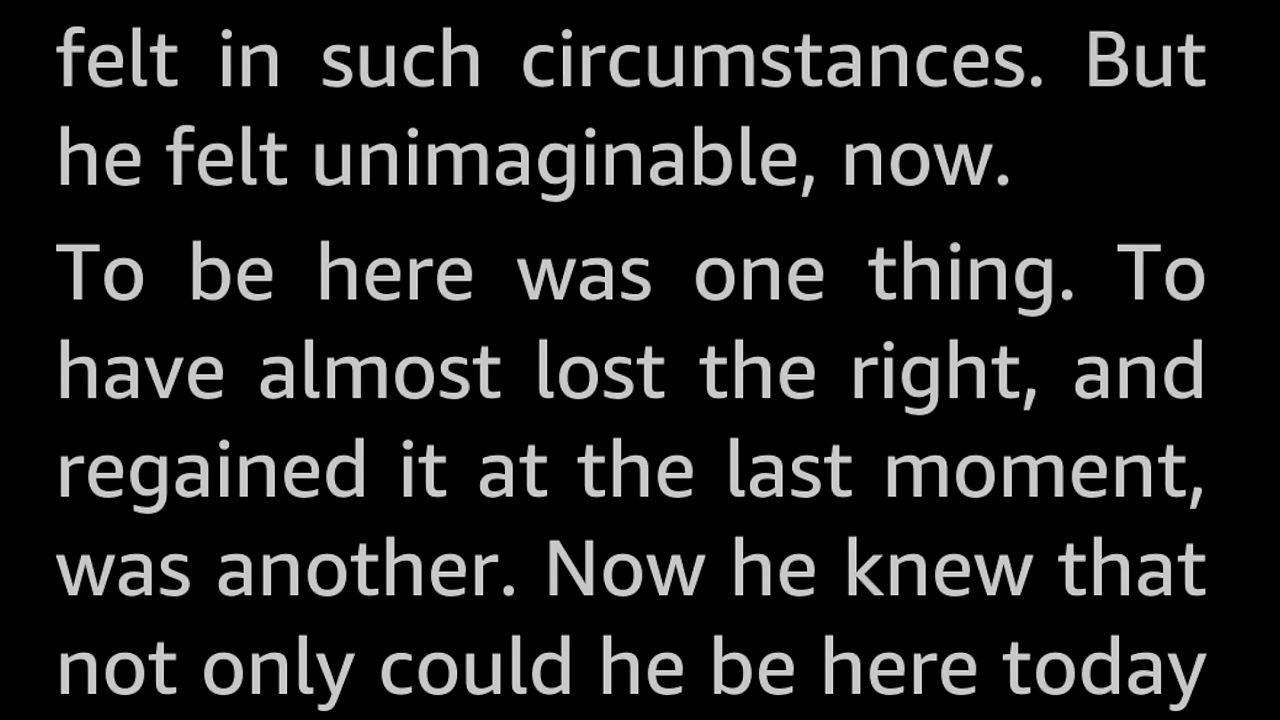 felt in such circumstances. But
he felt unimaginable, now.
To be here was one thing. To
have almost lost the right, and
regained it at the last moment,
was another. Now he knew that
not only could he be here today